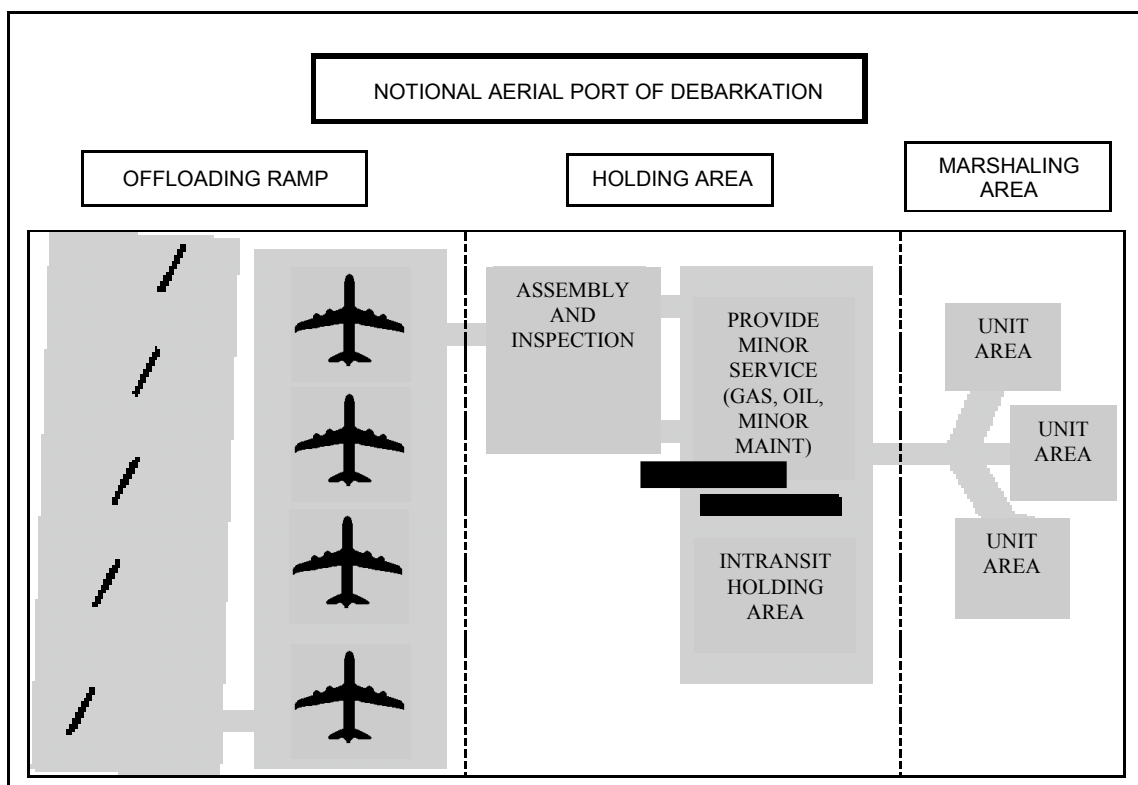 NOTIONAL AERIAL PORT OF DEBARKATION
OFFLOADING RAMP
HOLDING AREA
MARSHALING
AREA
ASSEMBLY
AND
INSPECTION
PROVIDE
MINOR
SERVICE
(GAS, OIL,
MINOR
MAINT)
INTRANSIT
HOLDING
AREA
UNIT
AREA
UNIT
AREA
UNIT
AREA